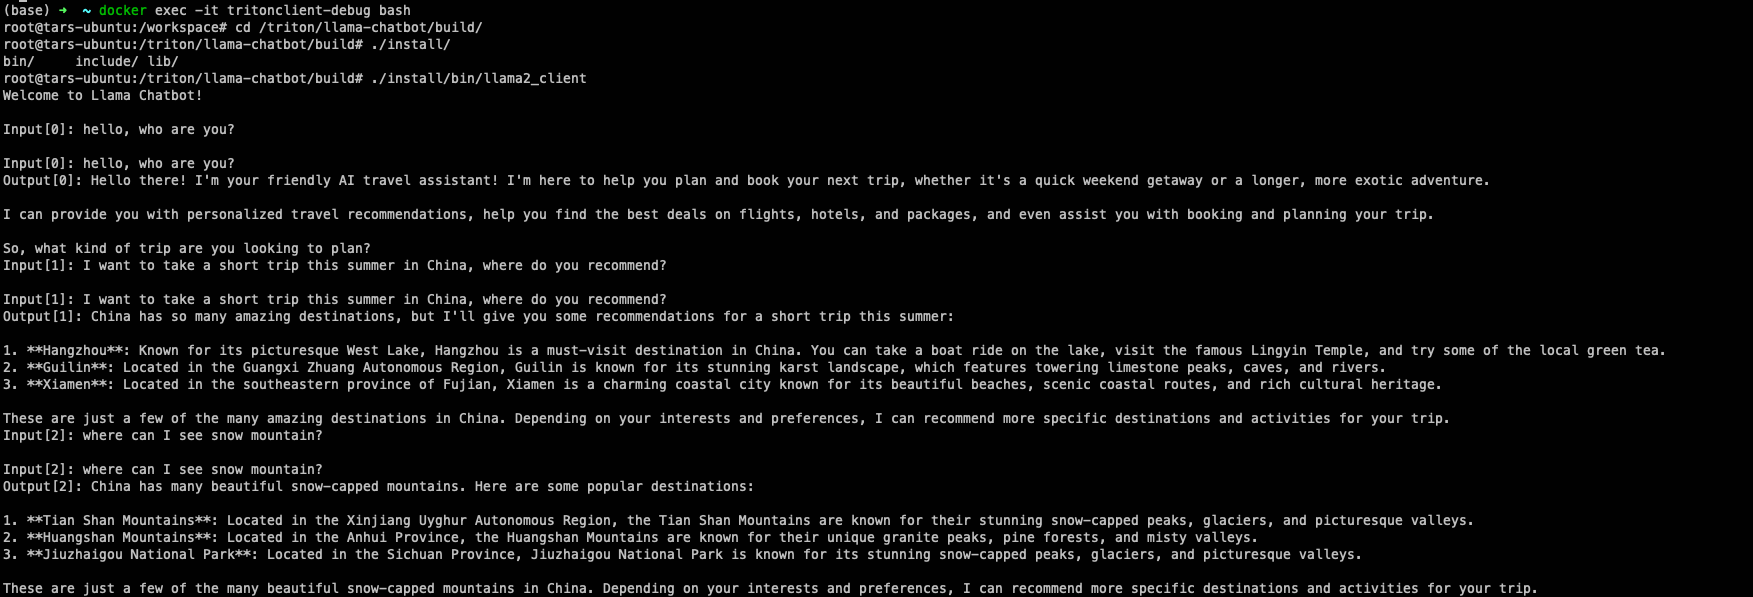 (base) ➜  ~ docker exec -it tritonclient-debug bash
root@tars-ubuntu:/workspace# cd /triton/llama-chatbot/build/
root@tars-ubuntu:/triton/llama-chatbot/build# ./install/
bin/     include/ lib/
root@tars-ubuntu:/triton/llama-chatbot/build# ./install/bin/llama2_client
Welcome to Llama Chatbot!
Input[0]: hello, who are you?
Input[0]: hello, who are you?
Output[0]: Hello there! I'm your friendly AI travel assistant! I'm here to help you plan and book your next trip, whether it's a quick weekend getaway or a longer, more exotic adventure.
I can provide you with personalized travel recommendations, help you find the best deals on flights, hotels, and packages, and even assist you with booking and planning your trip.
So, what kind of trip are you looking to plan?
Input[1]: I want to take a short trip this summer in China, where do you recommend?
Input[1]: I want to take a short trip this summer in China, where do you recommend?
Output[1]: China has so many amazing destinations, but I'll give you some recommendations for a short trip this summer:
1. **Hangzhou**: Known for its picturesque West Lake, Hangzhou is a must-visit destination in China. You can take a boat ride on the lake, visit the famous Lingyin Temple, and try some of the local green tea.
2. **Guilin**: Located in the Guangxi Zhuang Autonomous Region, Guilin is known for its stunning karst landscape, which features towering limestone peaks, caves, and rivers.
3. **Xiamen**: Located in the southeastern province of Fujian, Xiamen is a charming coastal city known for its beautiful beaches, scenic coastal routes, and rich cultural heritage.
These are just a few of the many amazing destinations in China. Depending on your interests and preferences, I can recommend more specific destinations and activities for your trip.
Input[2]: where can I see snow mountain?
Input[2]: where can I see snow mountain?
Output[2]: China has many beautiful snow-capped mountains. Here are some popular destinations:
1. **Tian Shan Mountains**: Located in the Xinjiang Uyghur Autonomous Region, the Tian Shan Mountains are known for their stunning snow-capped peaks, glaciers, and picturesque valleys.
2. **Huangshan Mountains**: Located in the Anhui Province, the Huangshan Mountains are known for their unique granite peaks, pine forests, and misty valleys.
3. **Jiuzhaigou National Park**: Located in the Sichuan Province, Jiuzhaigou National Park is known for its stunning snow-capped peaks, glaciers, and picturesque valleys.
These are just a few of the many beautiful snow-capped mountains in China. Depending on your interests and preferences, I can recommend more specific destinations and activities for your trip.